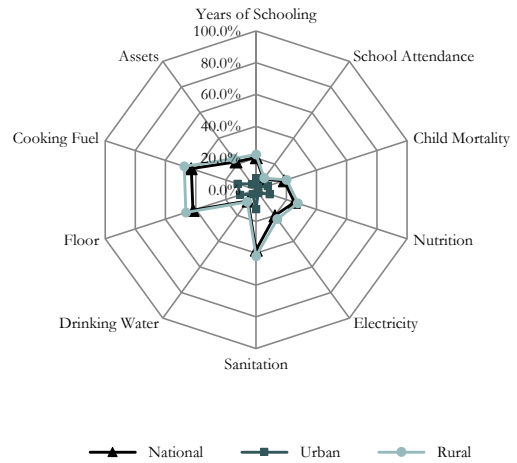 Years of Schooling
100.0%
Assets
School Attendance
80.0%
60.0%
40.0%
Cooking Fuel
Child Mortality
20.0%
0.0%
Floor
Nutrition
Drinking Water
Electricity
Sanitation
National
Urban
Rural